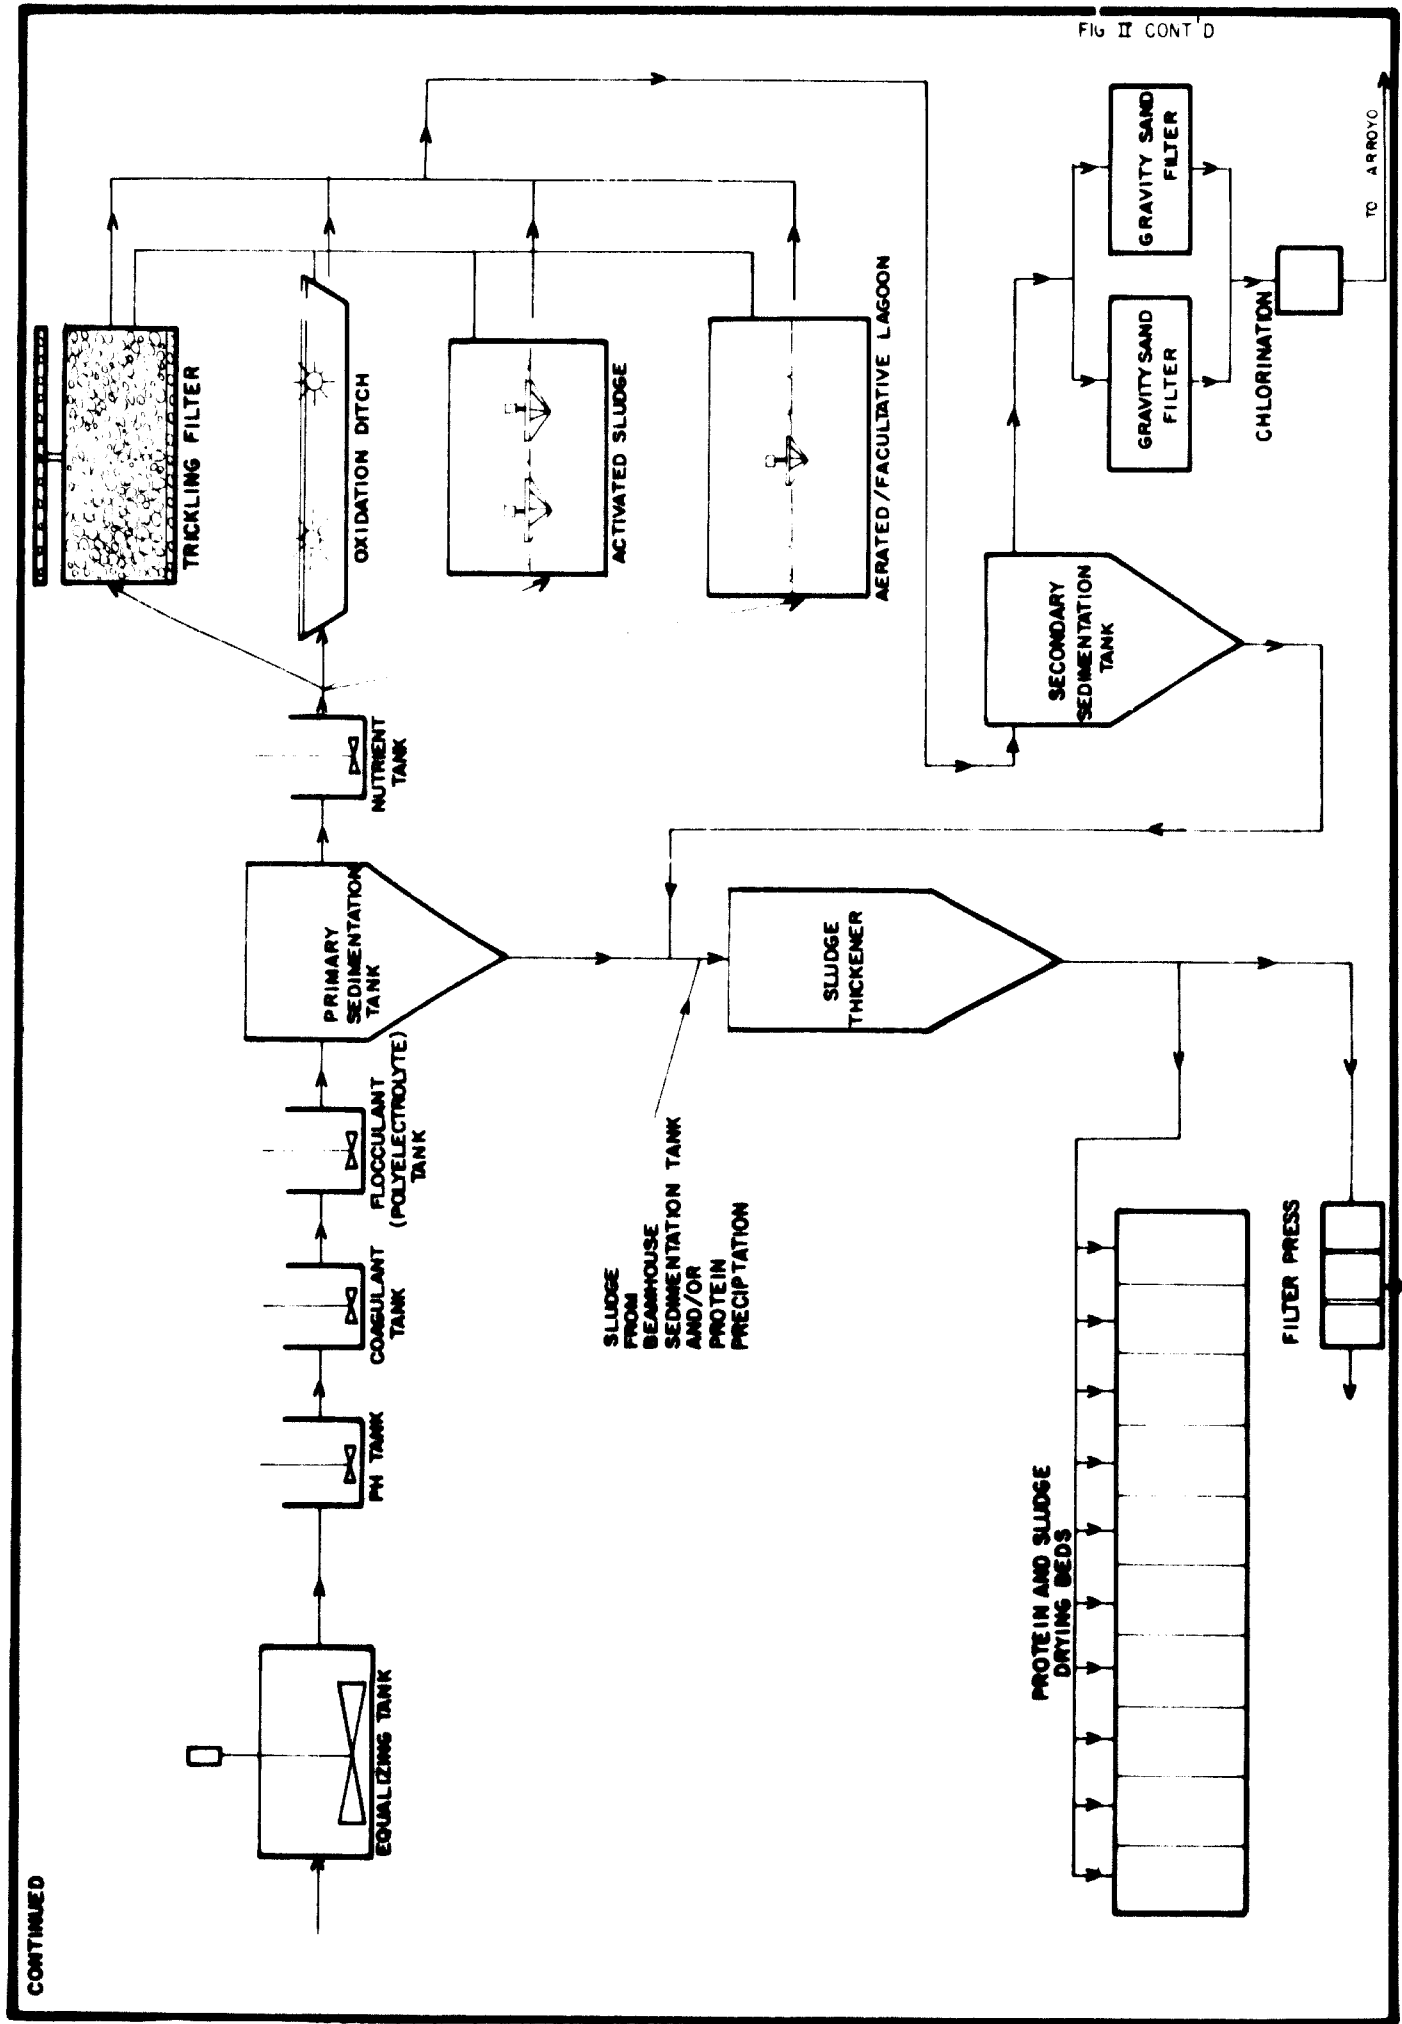 FIG II CONT'D
CONTINUED
TRICKLING FILTER
OXIDATION DITCH
ACTIVATED SLUDGE
AERATED/FACULTATIVE LAGOON
EQUALIZING TANK
PH TANK
COAGULANT
TANK
FLOCCULANT
(POLYELECTROLYTE)
TANK
PRIMARY
SEDIMENTATION
TANK
NUTRIENT
TANK
SLUDGE
FROM
BEAMHOUSE
SEDIMENTATION TANK
AND/OR
PROTEIN
PRECIPTATION
SLUDGE
THICKENER
SECONDARY
SEDIMENTATION
TANK
GRAVITY SAND
FILTER
GRAVITY SAND
FILTER
CHLORINATION
TO ARROYO
PROTEIN AND SLUDGE
DRYING BEDS
FILTER PRESS